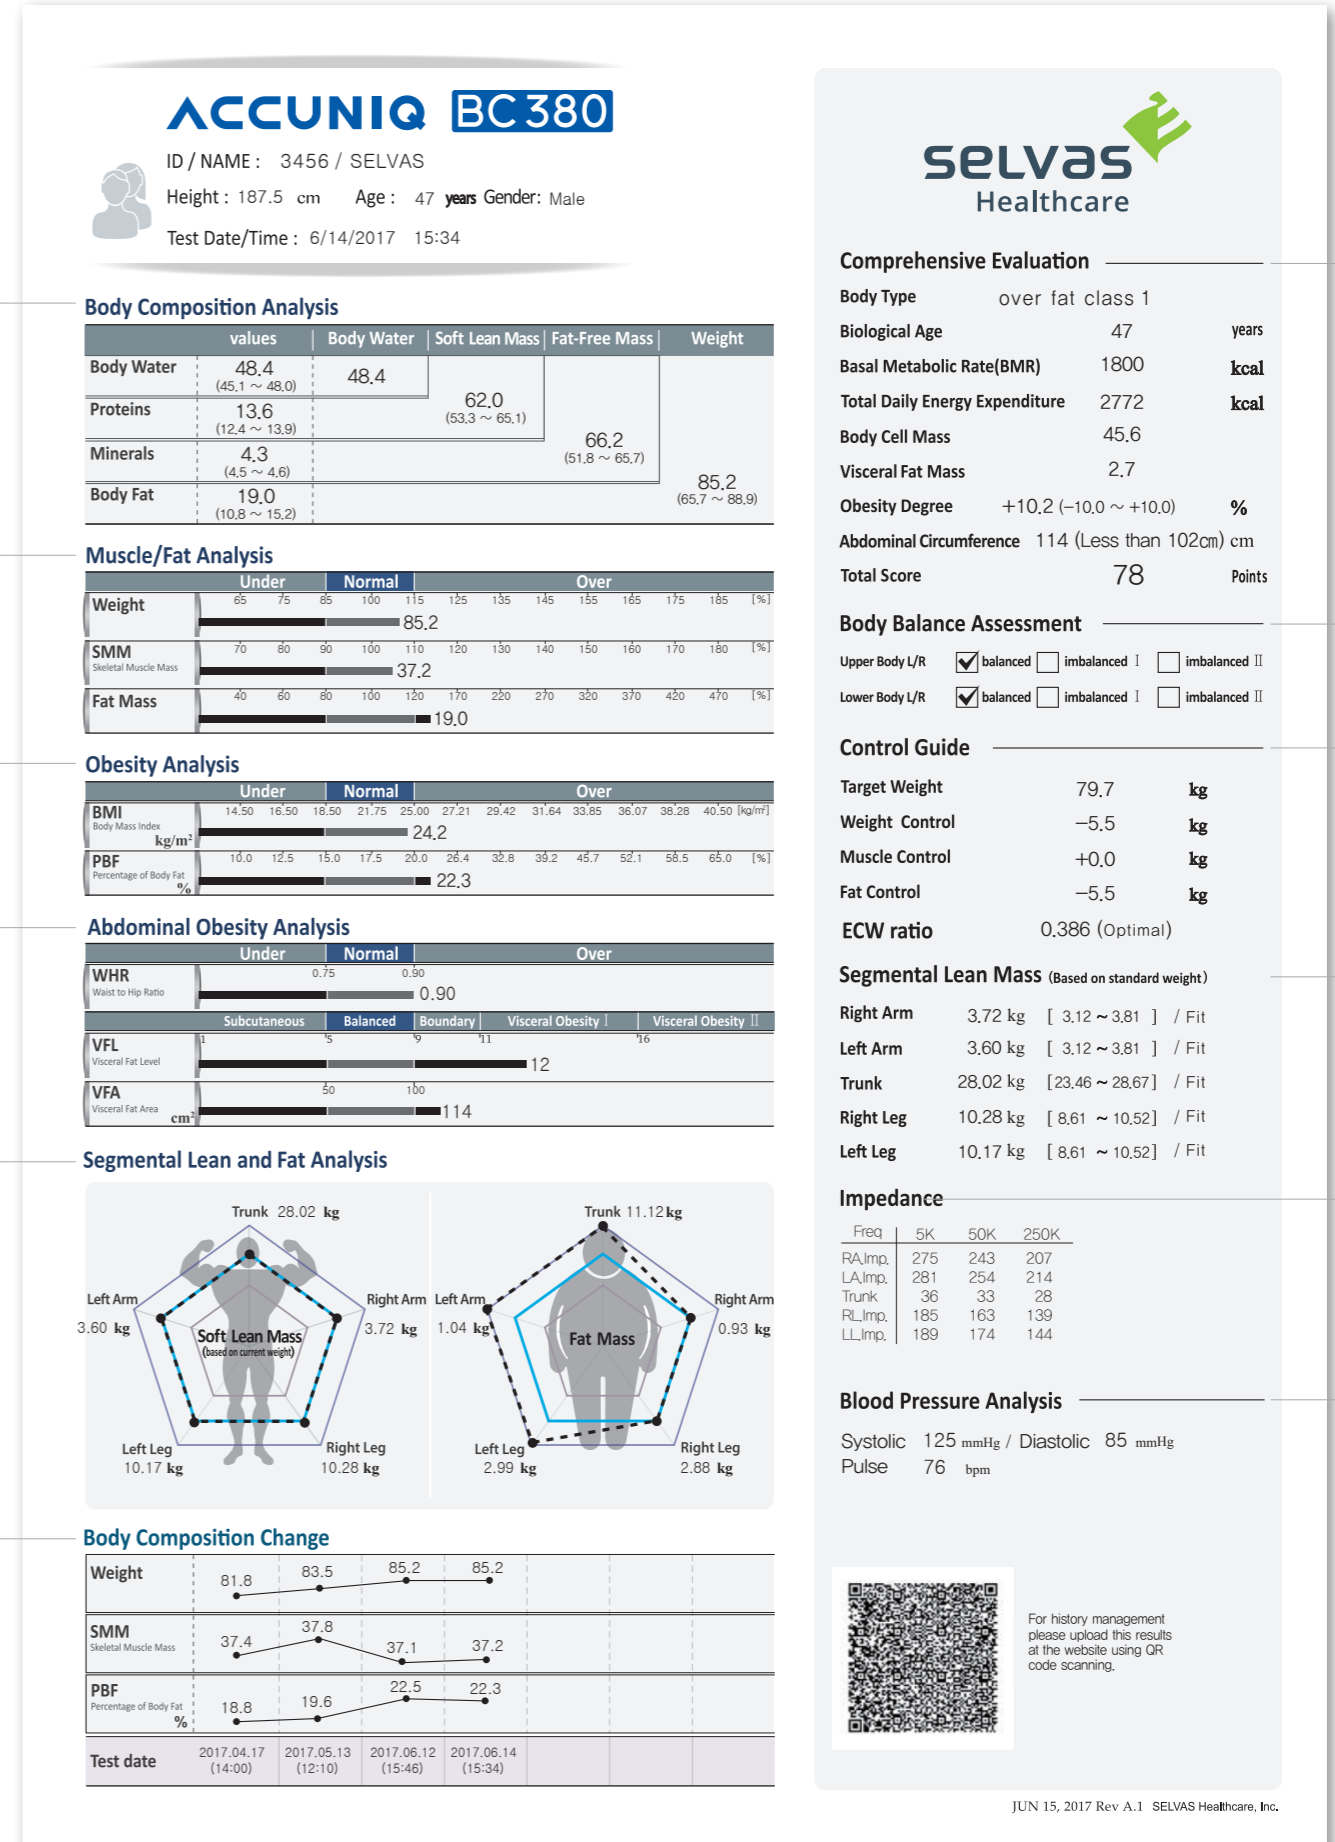 ACCUNIQ BC380
ID / NAME : 3456 / SELVAS
Height : 187.5 cm Age : 47 years Gender: Male
Test Date/Time : 6/14/2017 15:34
Body Composition Analysis
values Body Water Soft Lean Mass Fat-Free Mass Weight
Body Water 48.4 48.4
(45.1 ~ 48.0)
62.0
(53.3 ~ 65.1)
Proteins 13.6
(12.4 ~ 13.9)
66.2
(51.8 ~ 65.7)
Minerals 4.3
(4.5 ~ 4.6)
85.2
(65.7 ~ 88.9)
Body Fat 19.0
(10.8 ~ 15.2)
Muscle/Fat Analysis
Under Normal Over
Weight 65 75 85 100 115 125 135 145 155 165 175 185 [%]
85.2
SMM 70 80 90 100 110 120 130 140 150 160 170 180 [%]
Skeletal Muscle Mass
37.2
Fat Mass 40 60 80 100 120 170 220 270 320 370 420 470 [%]
19.0
Obesity Analysis
Under Normal Over
BMI 14.50 16.50 18.50 21.75 25.00 27.21 29.42 31.64 33.85 36.07 38.28 40.50 [kg/m²]
Body Mass Index
kg/m²
24.2
PBF 10.0 12.5 15.0 17.5 20.0 26.4 32.8 39.2 45.7 52.1 58.5 65.0 [%]
Percentage of Body Fat
%
22.3
Abdominal Obesity Analysis
Under Normal Over
WHR 0.75 0.90
Waist to Hip Ratio
0.90
Subcutaneous Balanced Boundary Visceral Obesity Ⅰ Visceral Obesity Ⅱ
VFL 1 5 9 11 16
Visceral Fat Level
12
VFA 50 100
Visceral Fat Area
cm²
114
Segmental Lean and Fat Analysis
Trunk 28.02 kg
Left Arm
3.60 kg
Right Arm
3.72 kg
Soft Lean Mass
(based on current weight)
Left Leg
10.17 kg
Right Leg
10.28 kg
Trunk 11.12 kg
Left Arm
1.04 kg
Right Arm
0.93 kg
Fat Mass
Left Leg
2.99 kg
Right Leg
2.88 kg
Body Composition Change
Weight 81.8 83.5 85.2 85.2
SMM 37.4 37.8 37.1 37.2
Skeletal Muscle Mass
PBF 18.8 19.6 22.5 22.3
Percentage of Body Fat
%
Test date 2017.04.17 2017.05.13 2017.06.12 2017.06.14
(14:00) (12:10) (15:46) (15:34)
selvas
Healthcare
Comprehensive Evaluation
Body Type over fat class 1
Biological Age 47 years
Basal Metabolic Rate(BMR) 1800 kcal
Total Daily Energy Expenditure 2772 kcal
Body Cell Mass 45.6
Visceral Fat Mass 2.7
Obesity Degree +10.2 (-10.0 ~ +10.0) %
Abdominal Circumference 114 (Less than 102cm) cm
Total Score 78 Points
Body Balance Assessment
Upper Body L/R balanced imbalanced Ⅰ imbalanced Ⅱ
Lower Body L/R balanced imbalanced Ⅰ imbalanced Ⅱ
Control Guide
Target Weight 79.7 kg
Weight Control -5.5 kg
Muscle Control +0.0 kg
Fat Control -5.5 kg
ECW ratio 0.386 (Optimal)
Segmental Lean Mass (Based on standard weight)
Right Arm 3.72 kg [ 3.12 ~ 3.81 ] / Fit
Left Arm 3.60 kg [ 3.12 ~ 3.81 ] / Fit
Trunk 28.02 kg [23.46 ~ 28.67] / Fit
Right Leg 10.28 kg [ 8.61 ~ 10.52] / Fit
Left Leg 10.17 kg [ 8.61 ~ 10.52] / Fit
Impedance
Freq 5K 50K 250K
RA.Imp. 275 243 207
LA.Imp. 281 254 214
Trunk 36 33 28
RL.Imp. 185 163 139
LL.Imp. 189 174 144
Blood Pressure Analysis
Systolic 125 mmHg / Diastolic 85 mmHg
Pulse 76 bpm
For history management
please upload this results
at the website using QR
code scanning.
JUN 15, 2017 Rev A.1 SELVAS Healthcare, Inc.